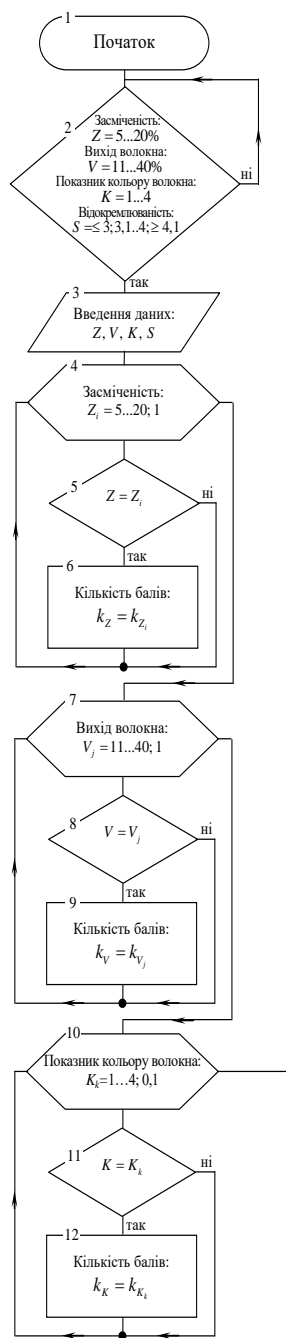 1
Початок
2
Засміченість:
Z = 5...20%
Вихід волокна:
V = 11...40%
Показник кольору волокна:
K = 1...4
Відокремлюваність:
S = ≤ 3; 3,1..4; ≥ 4,1
ні
так
3
Введення даних:
Z, V, K, S
4
Засміченість:
Z_i = 5...20; 1
5
Z = Z_i
ні
так
6
Кількість балів:
k_Z = k_{Z_i}
7
Вихід волокна:
V_j = 11...40; 1
8
V = V_j
ні
так
9
Кількість балів:
k_V = k_{V_j}
10
Показник кольору волокна:
K_k=1…4; 0,1
11
K = K_k
ні
так
12
Кількість балів:
k_K = k_{K_k}